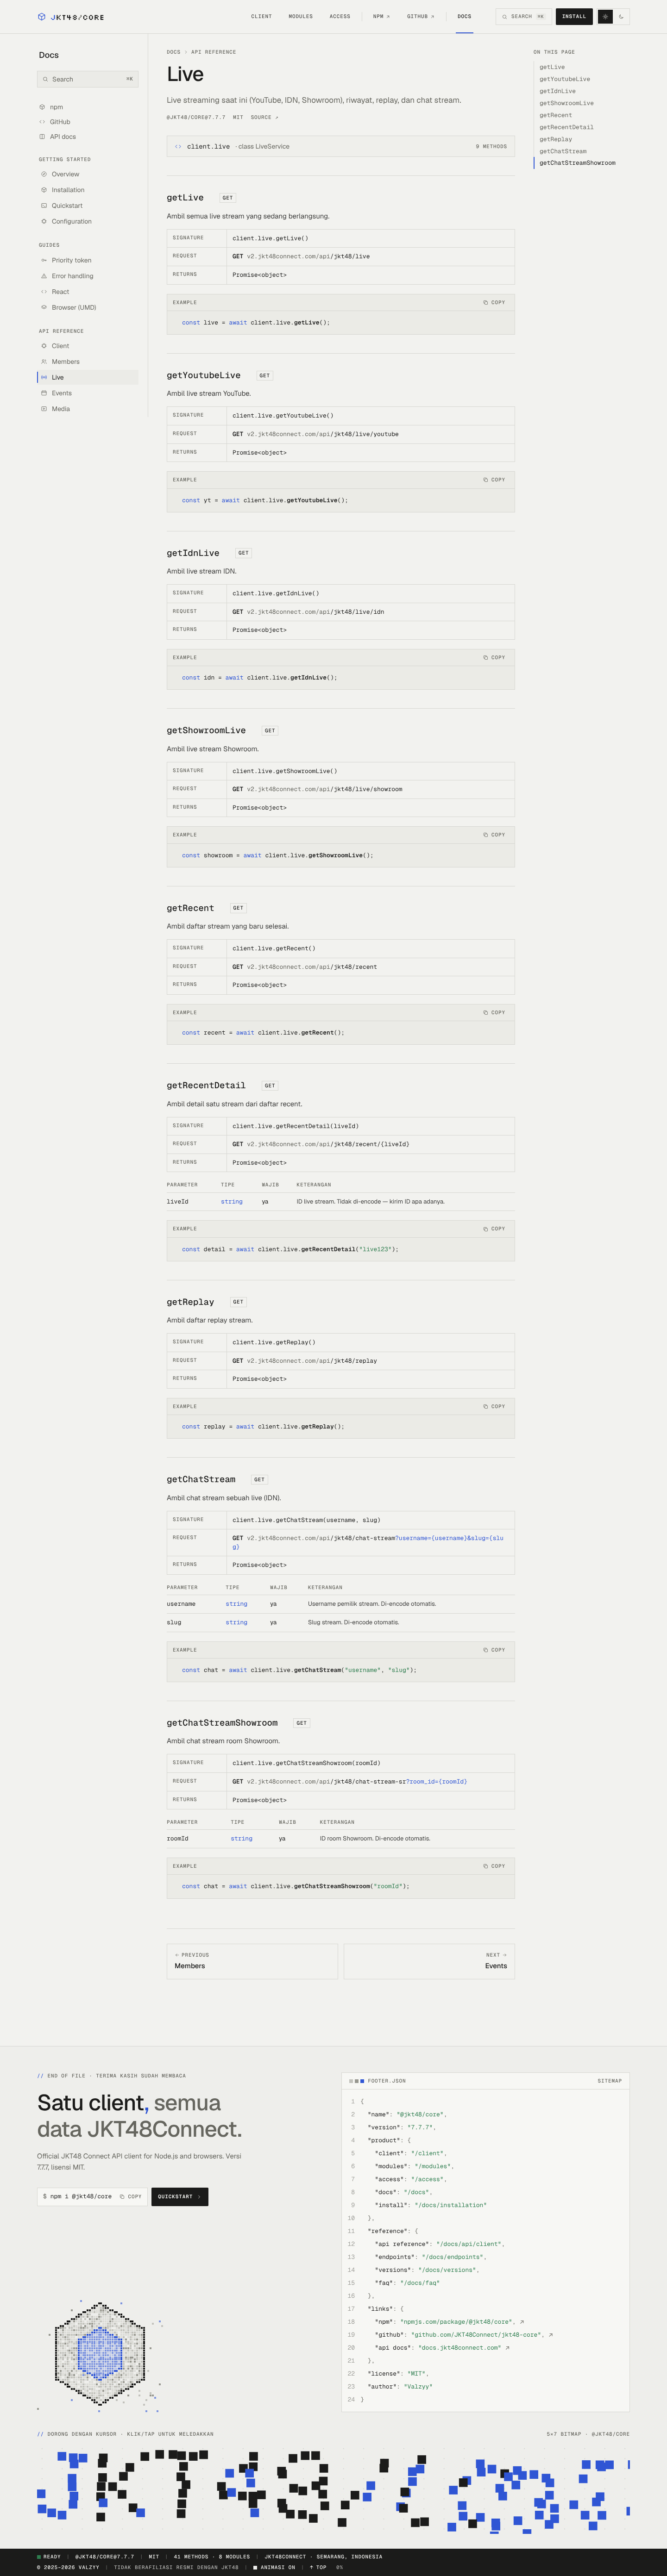 JKT48/CORE
CLIENT MODULES ACCESS NPM ↗ GITHUB ↗ DOCS
SEARCH ⌘K INSTALL
Docs
Search ⌘K
npm
GitHub
API docs
GETTING STARTED
Overview
Installation
Quickstart
Configuration
GUIDES
Priority token
Error handling
React
Browser (UMD)
API REFERENCE
Client
Members
Live
Events
Media
DOCS › API REFERENCE
Live
Live streaming saat ini (YouTube, IDN, Showroom), riwayat, replay, dan chat stream.
@JKT48/CORE@7.7.7 MIT SOURCE ↗
client.live · class LiveService 9 METHODS
getLive GET
Ambil semua live stream yang sedang berlangsung.
SIGNATURE client.live.getLive()
REQUEST GET v2.jkt48connect.com/api/jkt48/live
RETURNS Promise<object>
EXAMPLE COPY
const live = await client.live.getLive();
getYoutubeLive GET
Ambil live stream YouTube.
SIGNATURE client.live.getYoutubeLive()
REQUEST GET v2.jkt48connect.com/api/jkt48/live/youtube
RETURNS Promise<object>
EXAMPLE COPY
const yt = await client.live.getYoutubeLive();
getIdnLive GET
Ambil live stream IDN.
SIGNATURE client.live.getIdnLive()
REQUEST GET v2.jkt48connect.com/api/jkt48/live/idn
RETURNS Promise<object>
EXAMPLE COPY
const idn = await client.live.getIdnLive();
getShowroomLive GET
Ambil live stream Showroom.
SIGNATURE client.live.getShowroomLive()
REQUEST GET v2.jkt48connect.com/api/jkt48/live/showroom
RETURNS Promise<object>
EXAMPLE COPY
const showroom = await client.live.getShowroomLive();
getRecent GET
Ambil daftar stream yang baru selesai.
SIGNATURE client.live.getRecent()
REQUEST GET v2.jkt48connect.com/api/jkt48/recent
RETURNS Promise<object>
EXAMPLE COPY
const recent = await client.live.getRecent();
getRecentDetail GET
Ambil detail satu stream dari daftar recent.
SIGNATURE client.live.getRecentDetail(liveId)
REQUEST GET v2.jkt48connect.com/api/jkt48/recent/{liveId}
RETURNS Promise<object>
PARAMETER TIPE WAJIB KETERANGAN
liveId string ya ID live stream. Tidak di-encode — kirim ID apa adanya.
EXAMPLE COPY
const detail = await client.live.getRecentDetail("live123");
getReplay GET
Ambil daftar replay stream.
SIGNATURE client.live.getReplay()
REQUEST GET v2.jkt48connect.com/api/jkt48/replay
RETURNS Promise<object>
EXAMPLE COPY
const replay = await client.live.getReplay();
getChatStream GET
Ambil chat stream sebuah live (IDN).
SIGNATURE client.live.getChatStream(username, slug)
REQUEST GET v2.jkt48connect.com/api/jkt48/chat-stream?username={username}&slug={slu
g}
RETURNS Promise<object>
PARAMETER TIPE WAJIB KETERANGAN
username string ya Username pemilik stream. Di-encode otomatis.
slug string ya Slug stream. Di-encode otomatis.
EXAMPLE COPY
const chat = await client.live.getChatStream("username", "slug");
getChatStreamShowroom GET
Ambil chat stream room Showroom.
SIGNATURE client.live.getChatStreamShowroom(roomId)
REQUEST GET v2.jkt48connect.com/api/jkt48/chat-stream-sr?room_id={roomId}
RETURNS Promise<object>
PARAMETER TIPE WAJIB KETERANGAN
roomId string ya ID room Showroom. Di-encode otomatis.
EXAMPLE COPY
const chat = await client.live.getChatStreamShowroom("roomId");
← PREVIOUS
Members
NEXT →
Events
ON THIS PAGE
getLive
getYoutubeLive
getIdnLive
getShowroomLive
getRecent
getRecentDetail
getReplay
getChatStream
getChatStreamShowroom
// END OF FILE · TERIMA KASIH SUDAH MEMBACA
Satu client, semua
data JKT48Connect.
Official JKT48 Connect API client for Node.js and browsers. Versi
7.7.7, lisensi MIT.
$ npm i @jkt48/core COPY QUICKSTART ›
FOOTER.JSON SITEMAP
1 {
2 "name": "@jkt48/core",
3 "version": "7.7.7",
4 "product": {
5 "client": "/client",
6 "modules": "/modules",
7 "access": "/access",
8 "docs": "/docs",
9 "install": "/docs/installation"
10 },
11 "reference": {
12 "api reference": "/docs/api/client",
13 "endpoints": "/docs/endpoints",
14 "versions": "/docs/versions",
15 "faq": "/docs/faq"
16 },
17 "links": {
18 "npm": "npmjs.com/package/@jkt48/core", ↗
19 "github": "github.com/JKT48Connect/jkt48-core", ↗
20 "api docs": "docs.jkt48connect.com" ↗
21 },
22 "license": "MIT",
23 "author": "Valzyy"
24 }
// DORONG DENGAN KURSOR · KLIK/TAP UNTUK MELEDAKKAN 5×7 BITMAP · @JKT48/CORE
READY @JKT48/CORE@7.7.7 MIT 41 METHODS · 8 MODULES JKT48CONNECT · SEMARANG, INDONESIA
© 2025–2026 VALZYY TIDAK BERAFILIASI RESMI DENGAN JKT48 ANIMASI ON ↑ TOP 0%